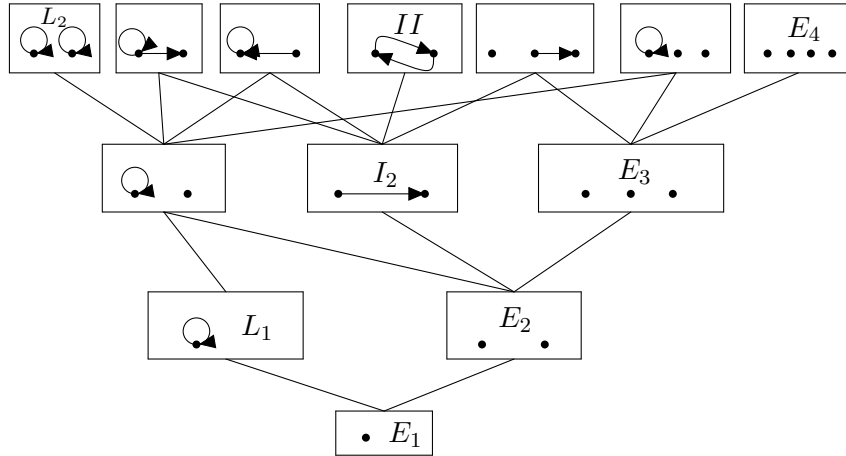 L₂ II E₄
I₂ E₃
L₁ E₂
E₁